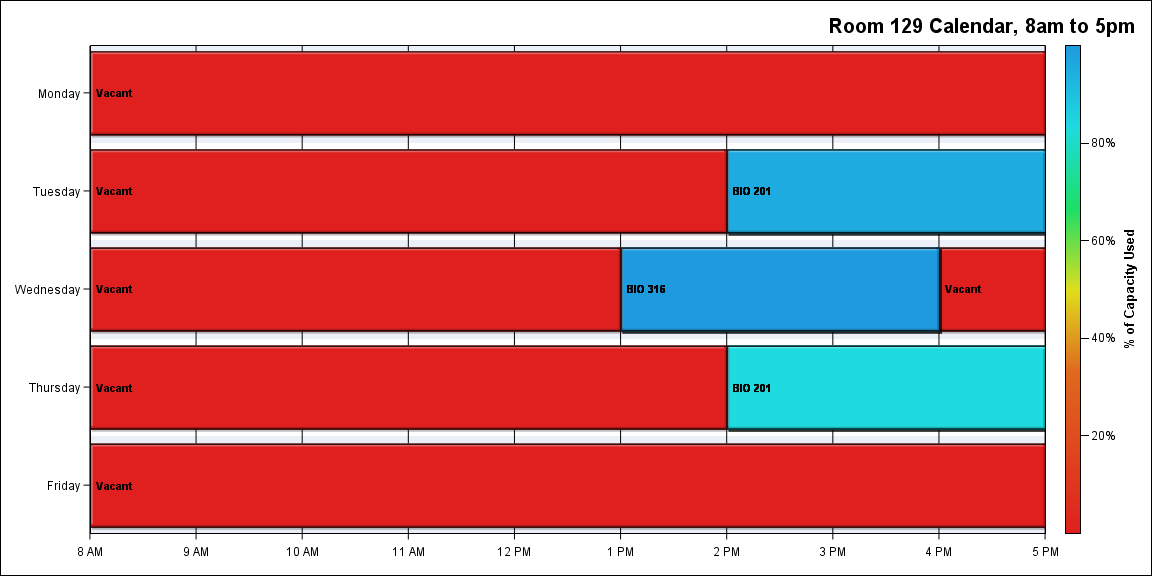 Room 129 Calendar, 8am to 5pm
Monday
Vacant
Tuesday
Vacant
BIO 201
Wednesday
Vacant
BIO 316
Vacant
Thursday
Vacant
BIO 201
Friday
Vacant
8 AM
9 AM
10 AM
11 AM
12 PM
1 PM
2 PM
3 PM
4 PM
5 PM
80%
60%
40%
20%
% of Capacity Used